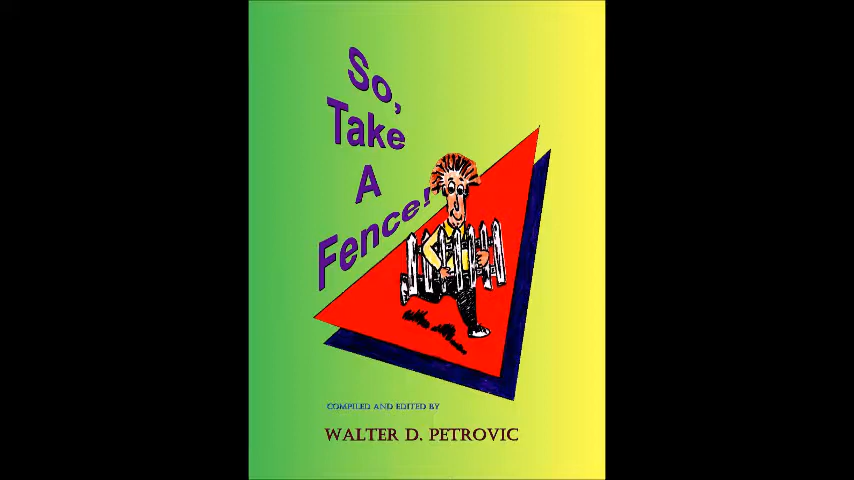 So,
Take
A
Fence!
COMPILED AND EDITED BY
WALTER D. PETROVIC